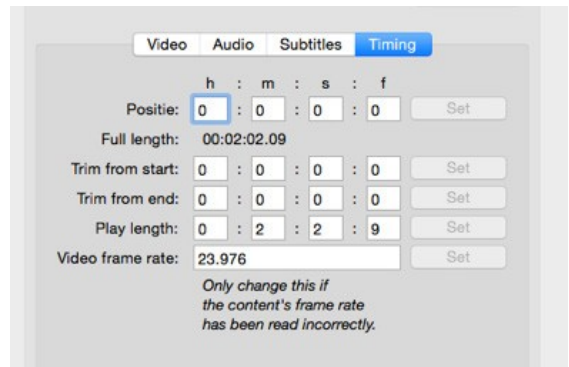 Video Audio Subtitles Timing
h : m : s : f
Positie: 0 : 0 : 0 : 0 Set
Full length: 00:02:02.09
Trim from start: 0 : 0 : 0 : 0 Set
Trim from end: 0 : 0 : 0 : 0 Set
Play length: 0 : 2 : 2 : 9 Set
Video frame rate: 23.976 Set
Only change this if
the content's frame rate
has been read incorrectly.